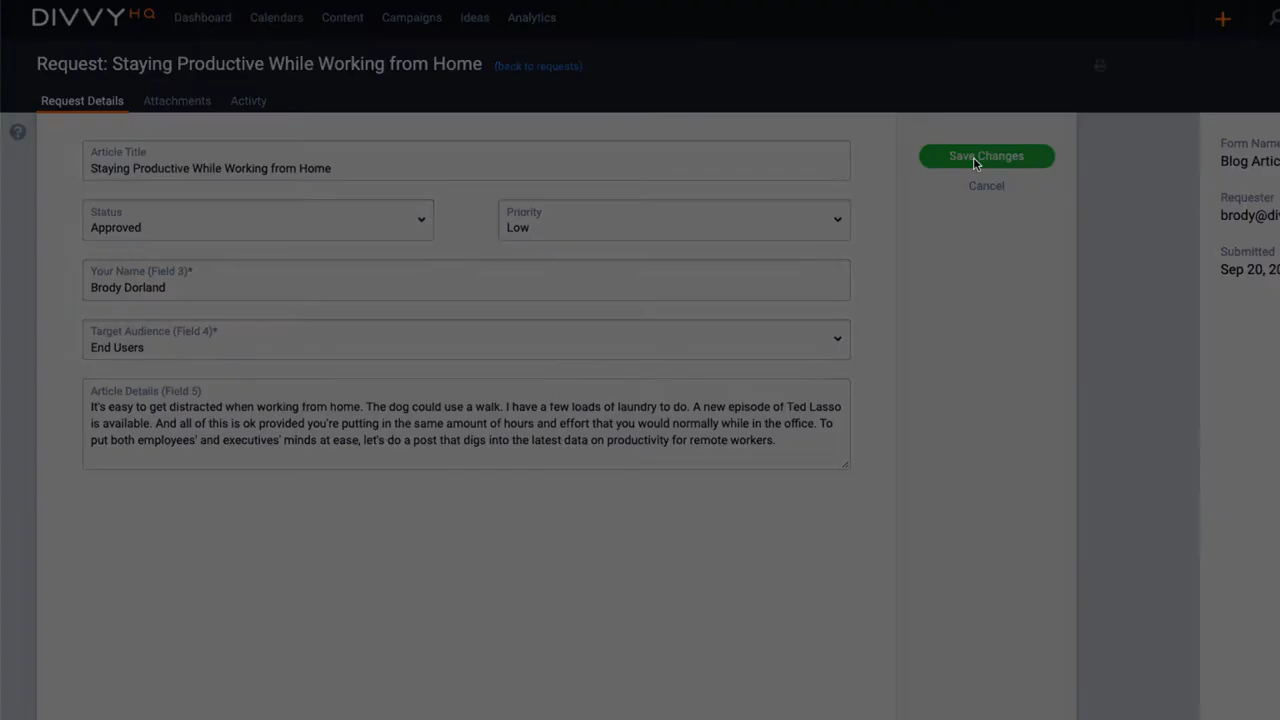 DIVVYHQ Dashboard Calendars Content Campaigns Ideas Analytics
Request: Staying Productive While Working from Home (back to requests)
Request Details Attachments Activty
Article Title
Staying Productive While Working from Home
Save Changes
Cancel
Status
Approved
Priority
Low
Your Name (Field 3)*
Brody Dorland
Target Audience (Field 4)*
End Users
Article Details (Field 5)
It's easy to get distracted when working from home. The dog could use a walk. I have a few loads of laundry to do. A new episode of Ted Lasso
is available. And all of this is ok provided you're putting in the same amount of hours and effort that you would normally while in the office. To
put both employees' and executives' minds at ease, let's do a post that digs into the latest data on productivity for remote workers.
Form Name
Blog Artic
Requester
brody@di
Submitted
Sep 20, 20